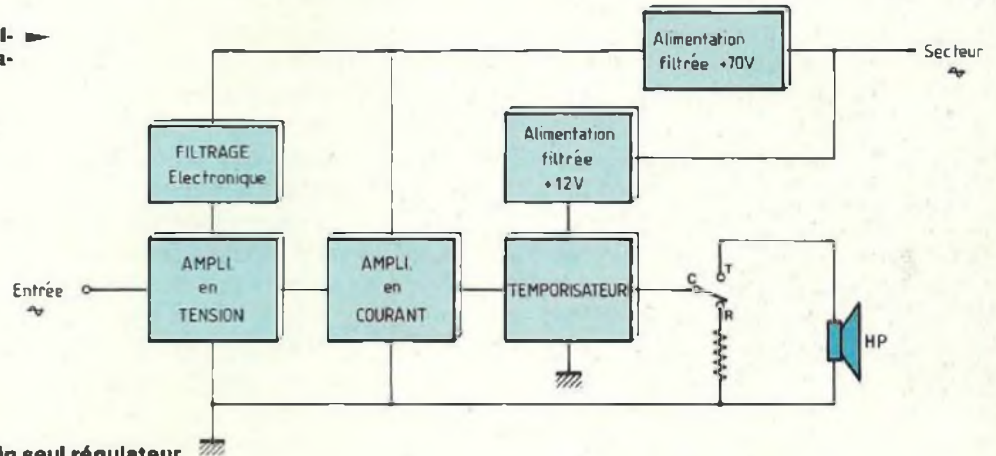 Alimentation
filtrée +70V
Secteur
FILTRAGE
Electronique
Alimentation
filtrée
+12V
Entrée
AMPLI.
en
TENSION
AMPLI.
en
COURANT
TEMPORISATEUR
C
T
R
HP
un seul régulateur